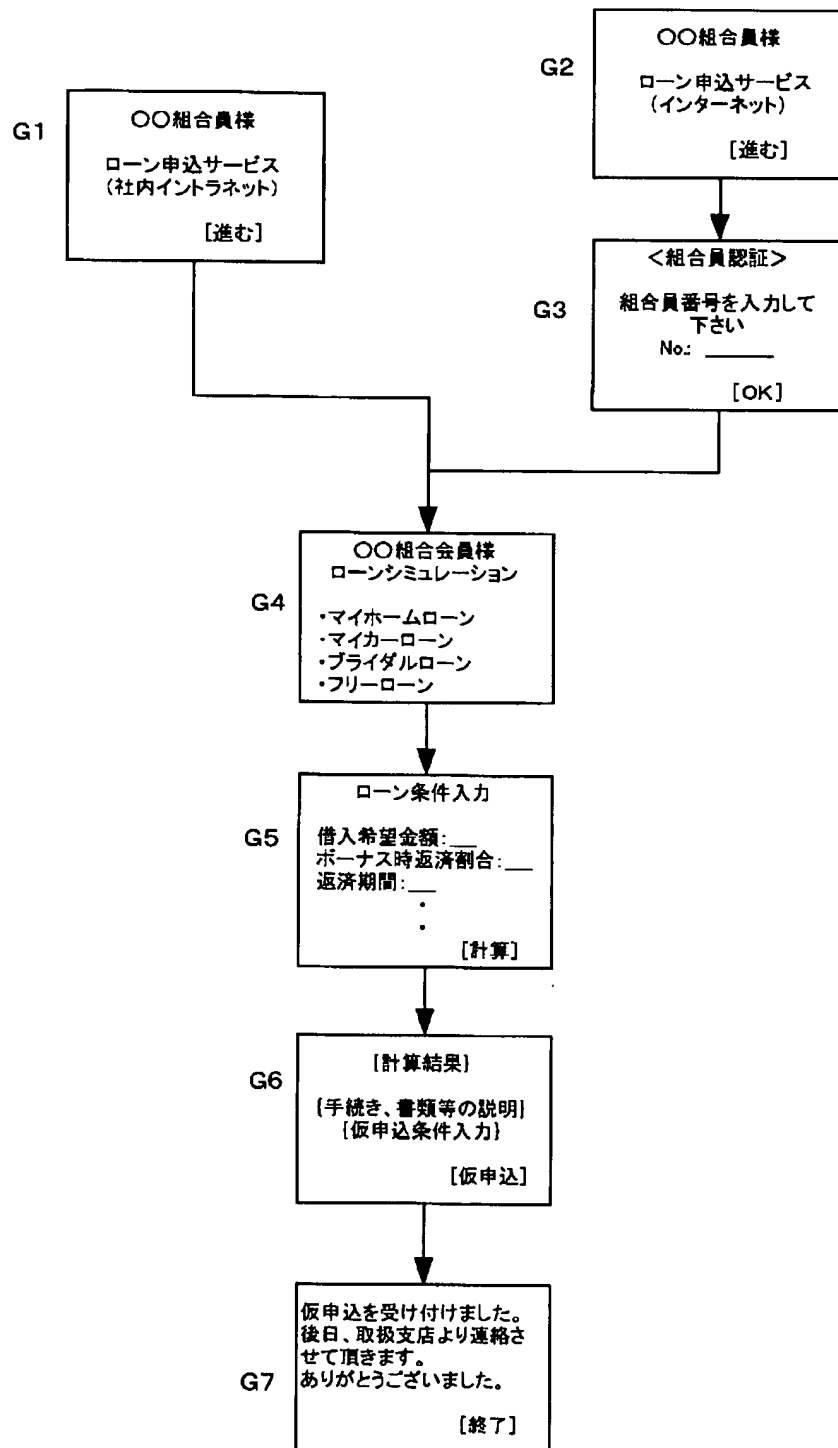 G1
〇〇組合員様
ローン申込サービス
(社内イントラネット)
[進む]
G2
〇〇組合員様
ローン申込サービス
(インターネット)
[進む]
G3
<組合員認証>
組合員番号を入力して
下さい
No.: ______
[OK]
G4
〇〇組合会員様
ローンシミュレーション
・マイホームローン
・マイカーローン
・ブライダルローン
・フリーローン
G5
ローン条件入力
借入希望金額:__
ボーナス時返済割合:__
返済期間:__
・
・
[計算]
G6
{計算結果}
{手続き、書類等の説明}
{仮申込条件入力}
[仮申込]
G7
仮申込を受け付けました。
後日、取扱支店より連絡さ
せて頂きます。
ありがとうございました。
[終了]